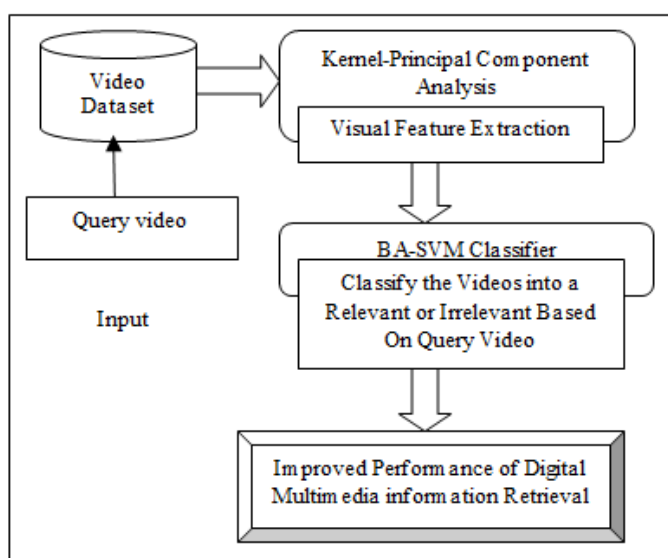 Video
Dataset
Kernel-Principal Component
Analysis
Visual Feature Extraction
Query video
Input
BA-SVM Classifier
Classify the Videos into a
Relevant or Irrelevant Based
On Query Video
Improved Performance of Digital
Multimedia information Retrieval